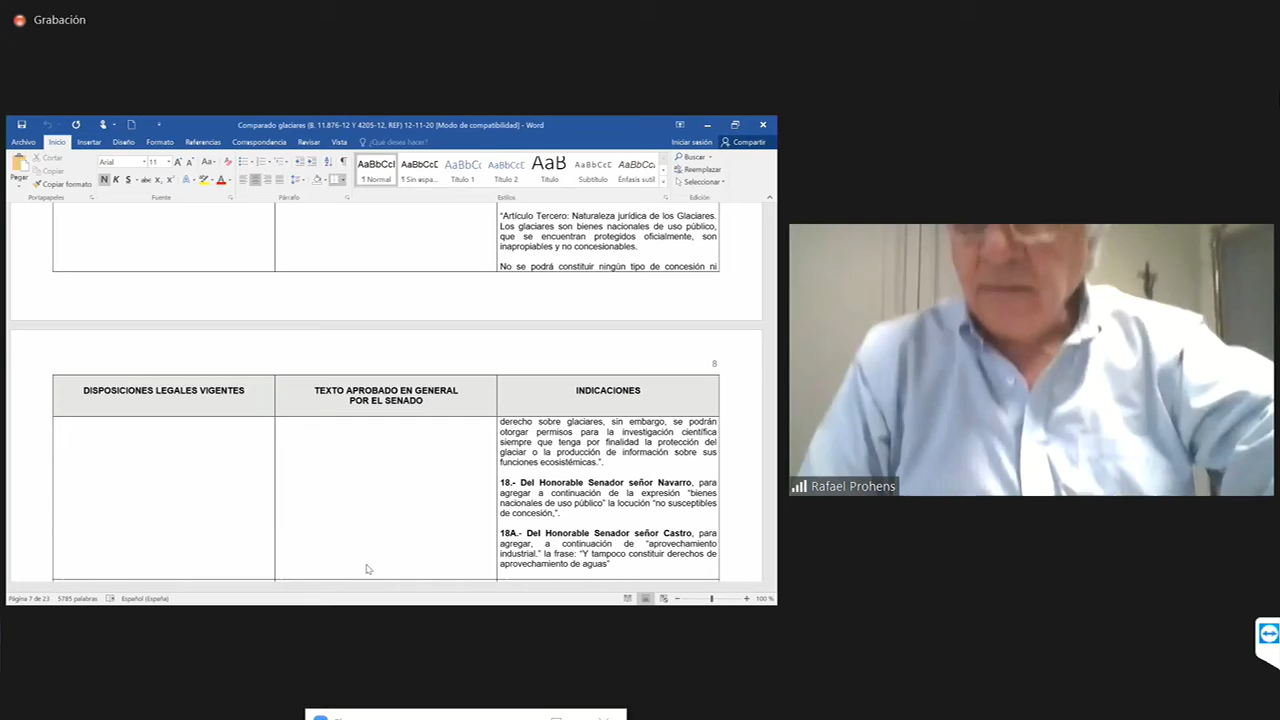 Grabación
Comparado glaciares (B. 11.876-12 Y 4205-12, REF) 12-11-20 [Modo de compatibilidad] - Word
Archivo Inicio Insertar Diseño Formato Referencias Correspondencia Revisar Vista ¿Qué desea hacer? Iniciar sesión Compartir
Pegar
Cortar
Copiar
Copiar formato
Arial 11
N K S abc
AaBbCcI AaBbCcD AaBbCcI AaBbCcD AaB AaBbCcD AaBbCc
¶ Normal ¶ Sin espa... Título 1 Título 2 Título Subtítulo Énfasis sutil
Buscar
Reemplazar
Seleccionar
Portapapeles Fuente Párrafo Estilos Edición
"Artículo Tercero: Naturaleza jurídica de los Glaciares.
Los glaciares son bienes nacionales de uso público,
que se encuentran protegidos oficialmente, son
inapropiables y no concesionables.
No se podrá constituir ningún tipo de concesión ni
8
DISPOSICIONES LEGALES VIGENTES
TEXTO APROBADO EN GENERAL
POR EL SENADO
INDICACIONES
derecho sobre glaciares, sin embargo, se podrán
otorgar permisos para la investigación científica
siempre que tenga por finalidad la protección del
glaciar o la producción de información sobre sus
funciones ecosistémicas.".
18.- Del Honorable Senador señor Navarro, para
agregar a continuación de la expresión "bienes
nacionales de uso público" la locución "no susceptibles
de concesión,".
18A.- Del Honorable Senador señor Castro, para
agregar, a continuación de "aprovechamiento
industrial." la frase: "Y tampoco constituir derechos de
aprovechamiento de aguas"
Página 7 de 23 5785 palabras Español (España) 100 %
Rafael Prohens